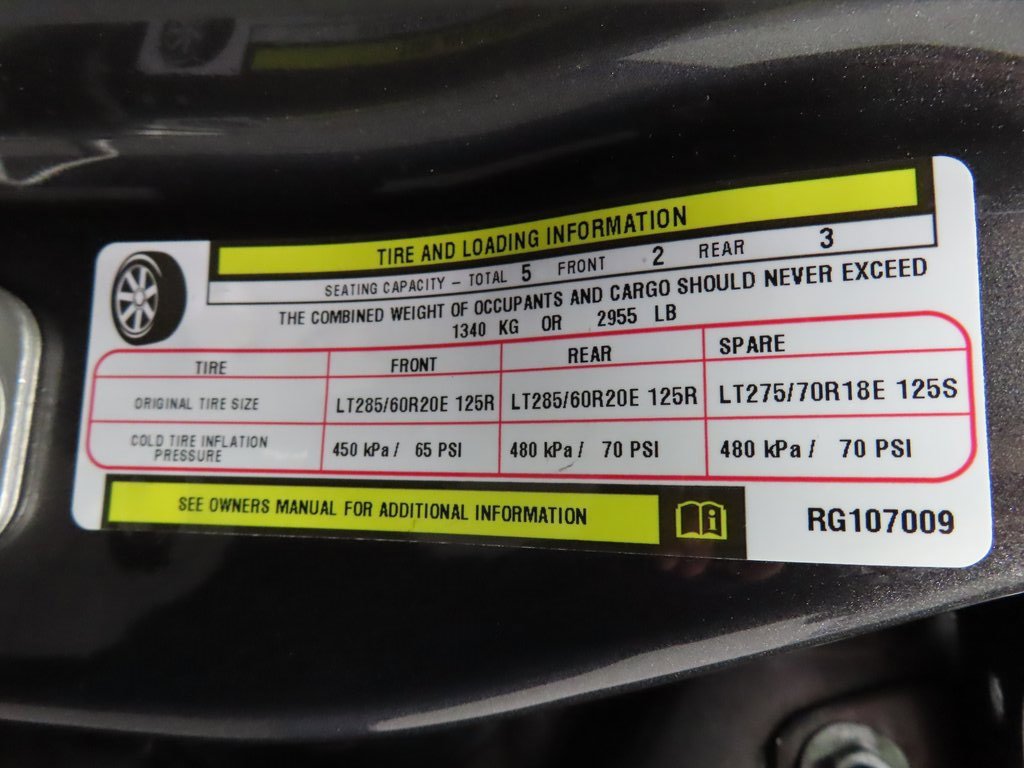 TIRE AND LOADING INFORMATION
SEATING CAPACITY – TOTAL 5 FRONT 2 REAR 3
THE COMBINED WEIGHT OF OCCUPANTS AND CARGO SHOULD NEVER EXCEED
1340 KG OR 2955 LB
TIRE FRONT REAR SPARE
ORIGINAL TIRE SIZE LT285/60R20E 125R LT285/60R20E 125R LT275/70R18E 125S
COLD TIRE INFLATION
PRESSURE 450 kPa / 65 PSI 480 kPa / 70 PSI 480 kPa / 70 PSI
SEE OWNERS MANUAL FOR ADDITIONAL INFORMATION
RG107009